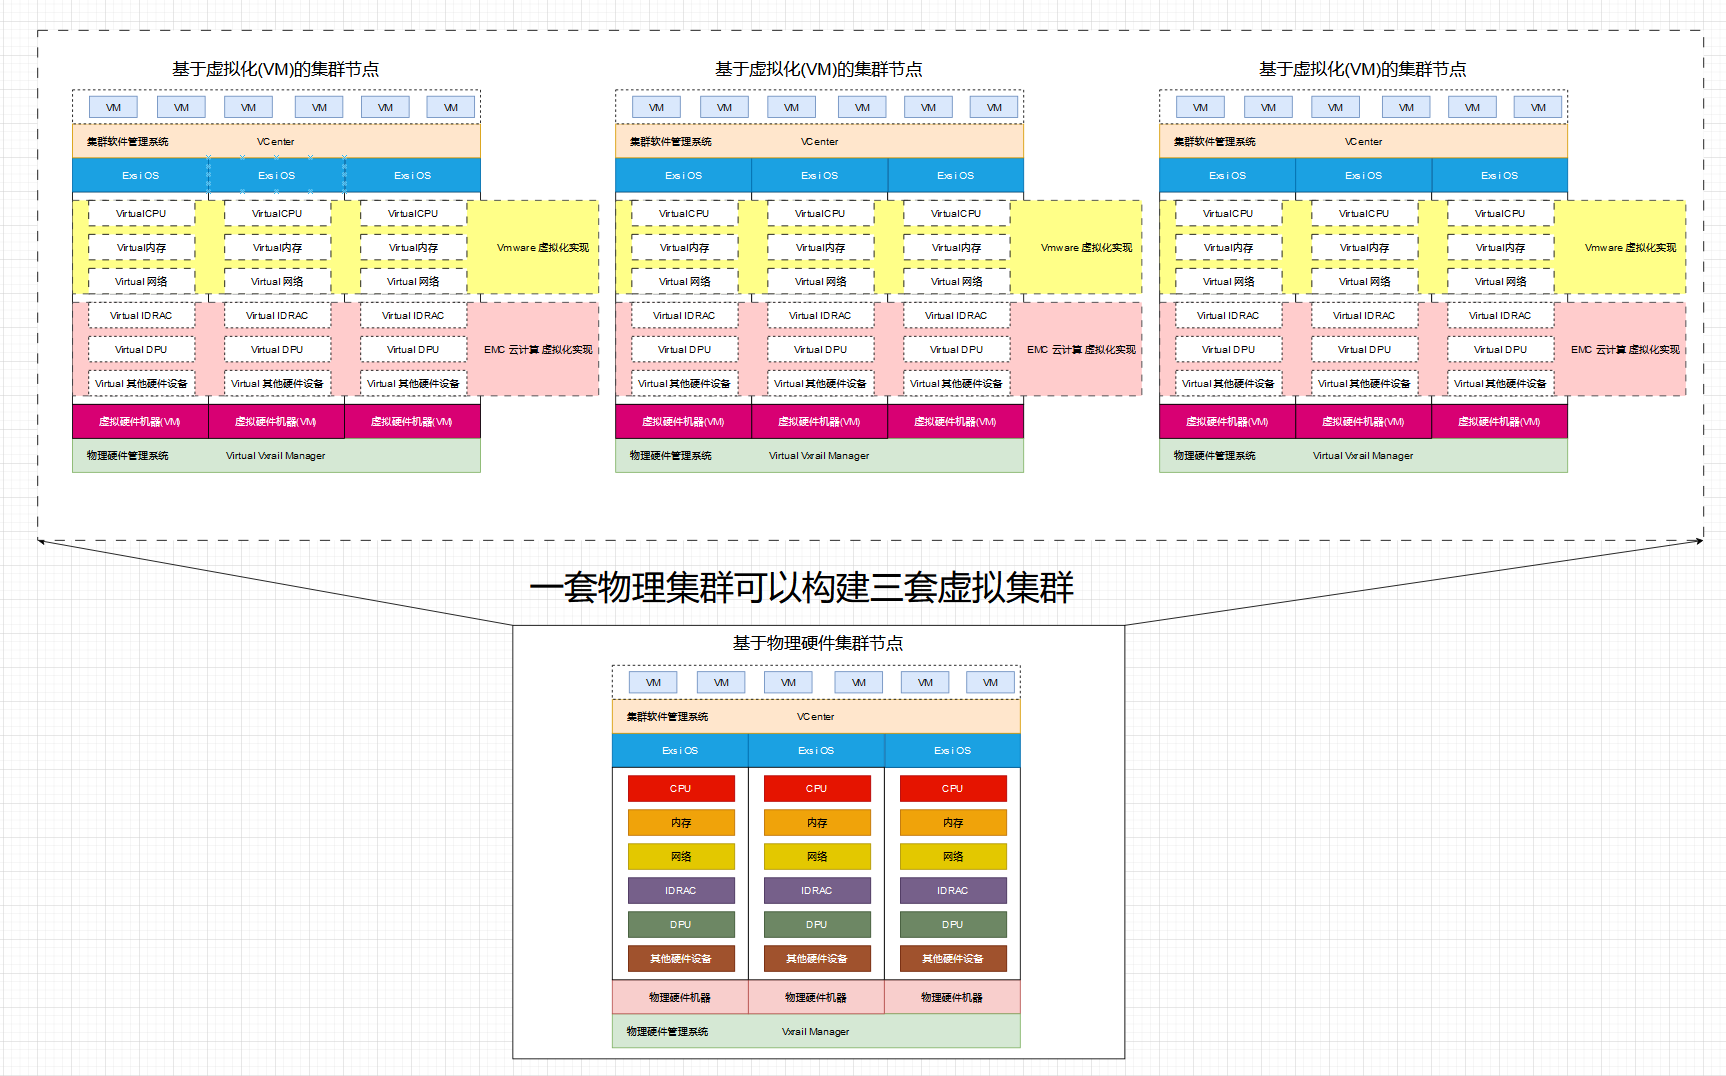 基于虚拟化(VM)的集群节点 基于虚拟化(VM)的集群节点 基于虚拟化(VM)的集群节点
VM VM VM VM VM VM VM VM VM VM VM VM VM VM VM VM VM VM
集群软件管理系统 VCenter 集群软件管理系统 VCenter 集群软件管理系统 VCenter
Exsi OS Exsi OS Exsi OS Exsi OS Exsi OS Exsi OS Exsi OS Exsi OS Exsi OS
VirtualCPU VirtualCPU VirtualCPU VirtualCPU VirtualCPU VirtualCPU VirtualCPU VirtualCPU VirtualCPU
Virtual内存 Virtual内存 Virtual内存 Vmware 虚拟化实现 Virtual内存 Virtual内存 Virtual内存 Vmware 虚拟化实现 Virtual内存 Virtual内存 Virtual内存 Vmware 虚拟化实现
Virtual 网络 Virtual 网络 Virtual 网络 Virtual 网络 Virtual 网络 Virtual 网络 Virtual 网络 Virtual 网络 Virtual 网络
Virtual IDRAC Virtual IDRAC Virtual IDRAC Virtual IDRAC Virtual IDRAC Virtual IDRAC Virtual IDRAC Virtual IDRAC Virtual IDRAC
Virtual DPU Virtual DPU Virtual DPU EMC 云计算 虚拟化实现 Virtual DPU Virtual DPU Virtual DPU EMC 云计算 虚拟化实现 Virtual DPU Virtual DPU Virtual DPU EMC 云计算 虚拟化实现
Virtual 其他硬件设备 Virtual 其他硬件设备 Virtual 其他硬件设备 Virtual 其他硬件设备 Virtual 其他硬件设备 Virtual 其他硬件设备 Virtual 其他硬件设备 Virtual 其他硬件设备 Virtual 其他硬件设备
虚拟硬件机器(VM) 虚拟硬件机器(VM) 虚拟硬件机器(VM) 虚拟硬件机器(VM) 虚拟硬件机器(VM) 虚拟硬件机器(VM) 虚拟硬件机器(VM) 虚拟硬件机器(VM) 虚拟硬件机器(VM)
物理硬件管理系统 Virtual Vxrail Manager 物理硬件管理系统 Virtual Vxrail Manager 物理硬件管理系统 Virtual Vxrail Manager
一套物理集群可以构建三套虚拟集群
基于物理硬件集群节点
VM VM VM VM VM VM
集群软件管理系统 VCenter
Exsi OS Exsi OS Exsi OS
CPU CPU CPU
内存 内存 内存
网络 网络 网络
IDRAC IDRAC IDRAC
DPU DPU DPU
其他硬件设备 其他硬件设备 其他硬件设备
物理硬件机器 物理硬件机器 物理硬件机器
物理硬件管理系统 Vxrail Manager